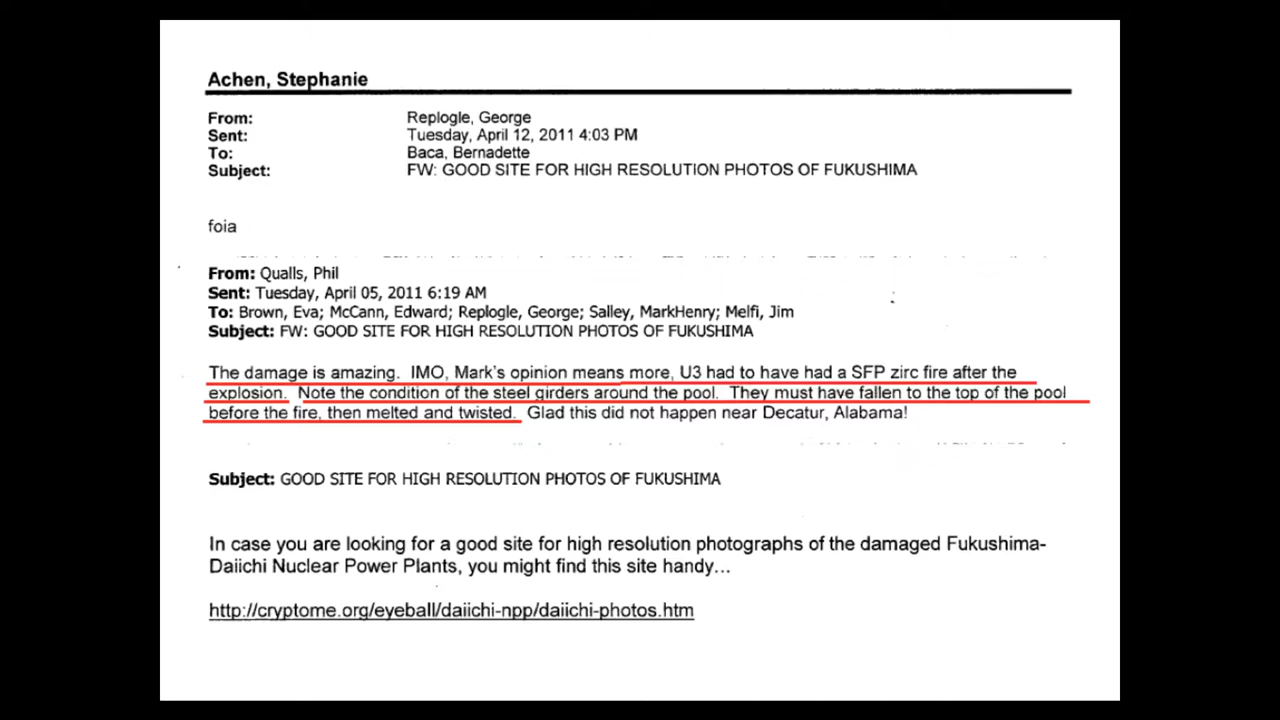 Achen, Stephanie
From: Replogle, George
Sent: Tuesday, April 12, 2011 4:03 PM
To: Baca, Bernadette
Subject: FW: GOOD SITE FOR HIGH RESOLUTION PHOTOS OF FUKUSHIMA
foia
From: Qualls, Phil
Sent: Tuesday, April 05, 2011 6:19 AM
To: Brown, Eva; McCann, Edward; Replogle, George; Salley, MarkHenry; Melfi, Jim
Subject: FW: GOOD SITE FOR HIGH RESOLUTION PHOTOS OF FUKUSHIMA
The damage is amazing. IMO, Mark's opinion means more, U3 had to have had a SFP zirc fire after the
explosion. Note the condition of the steel girders around the pool. They must have fallen to the top of the pool
before the fire, then melted and twisted. Glad this did not happen near Decatur, Alabama!
Subject: GOOD SITE FOR HIGH RESOLUTION PHOTOS OF FUKUSHIMA
In case you are looking for a good site for high resolution photographs of the damaged Fukushima-
Daiichi Nuclear Power Plants, you might find this site handy...
http://cryptome.org/eyeball/daiichi-npp/daiichi-photos.htm